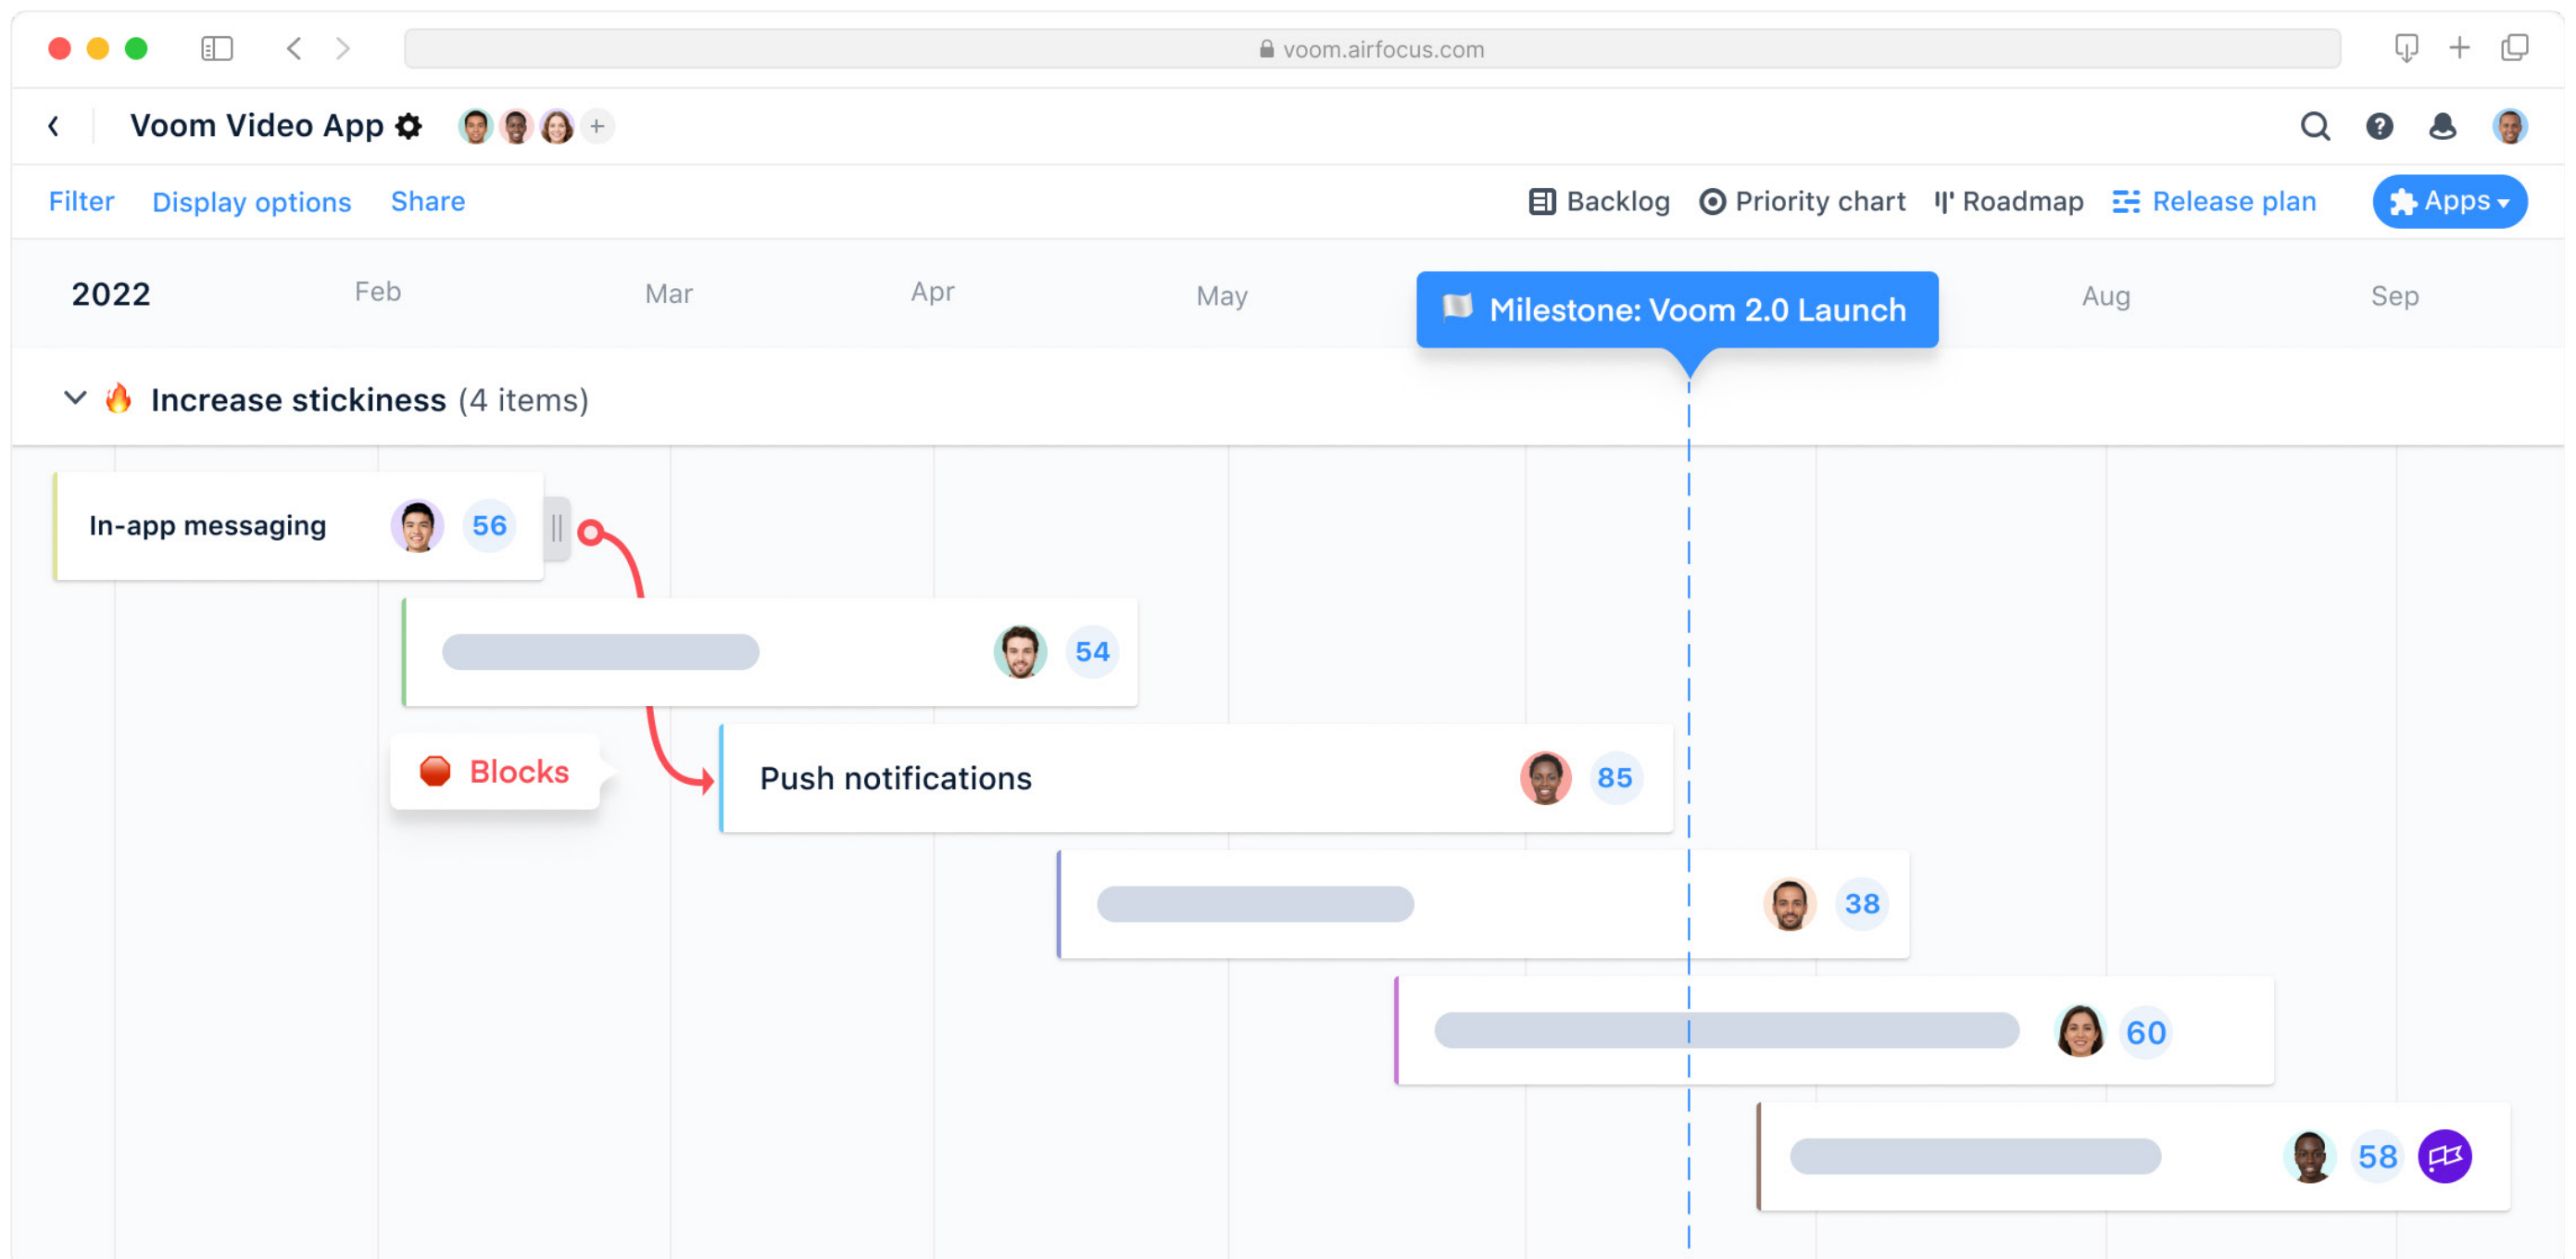 voom.airfocus.com
Voom Video App
Filter Display options Share Backlog Priority chart Roadmap Release plan Apps
2022 Feb Mar Apr May Milestone: Voom 2.0 Launch Aug Sep
Increase stickiness (4 items)
In-app messaging 56
54
Blocks Push notifications 85
38
60
58